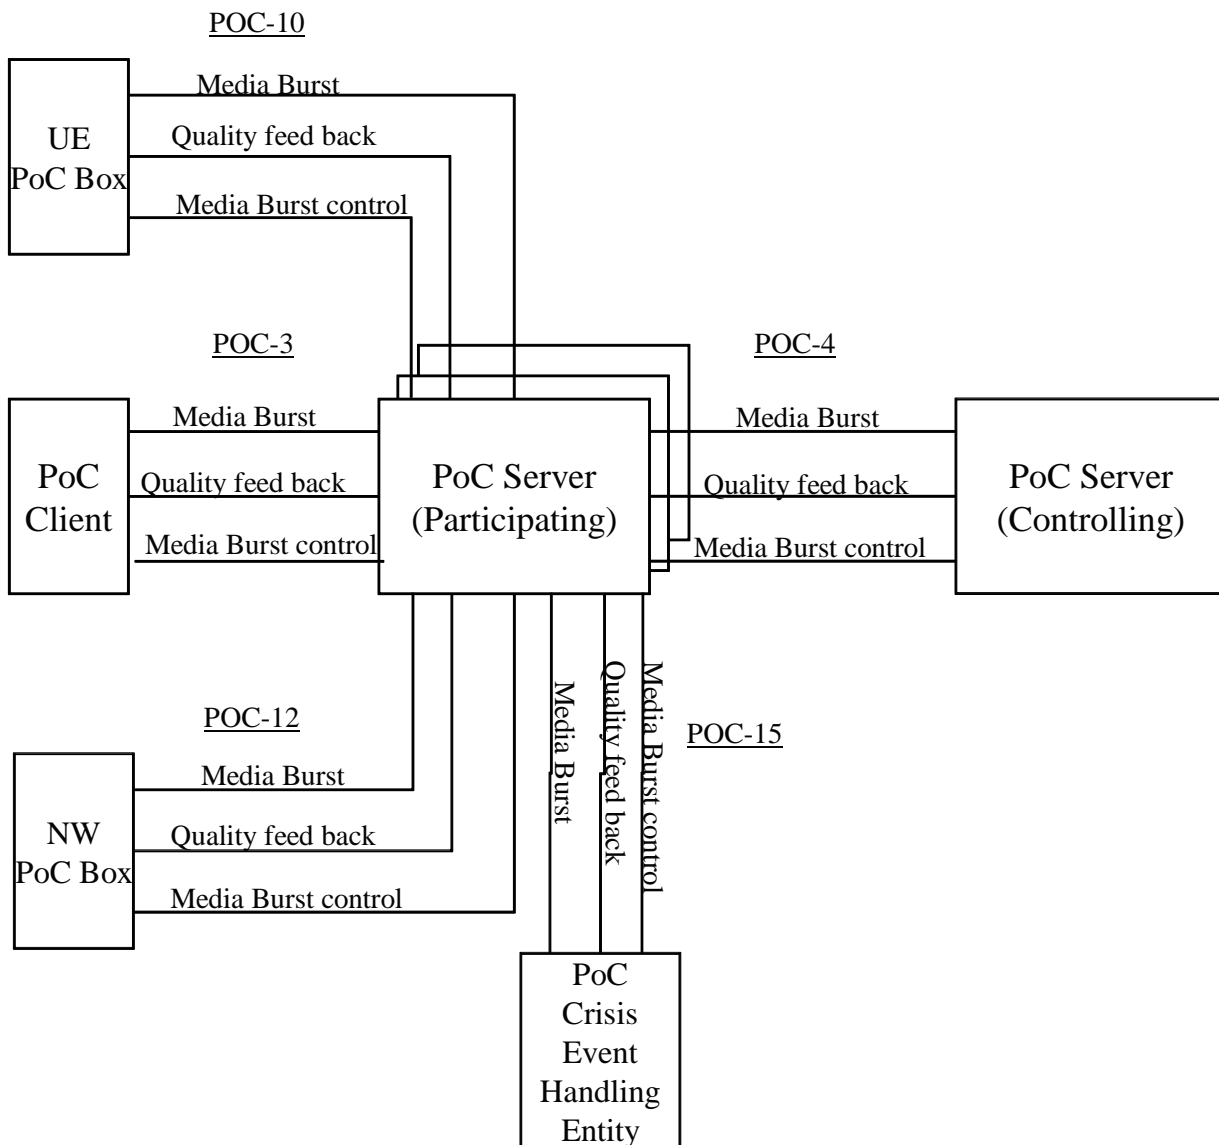 POC-10
Media Burst
UE
PoC Box
Quality feed back
Media Burst control
POC-3
POC-4
Media Burst
PoC
Client
Quality feed back
Media Burst control
PoC Server
(Participating)
Media Burst
Quality feed back
Media Burst control
PoC Server
(Controlling)
POC-12
Media Burst
NW
PoC Box
Quality feed back
Media Burst control
Media Burst
Quality feed back
Media Burst control
POC-15
PoC
Crisis
Event
Handling
Entity